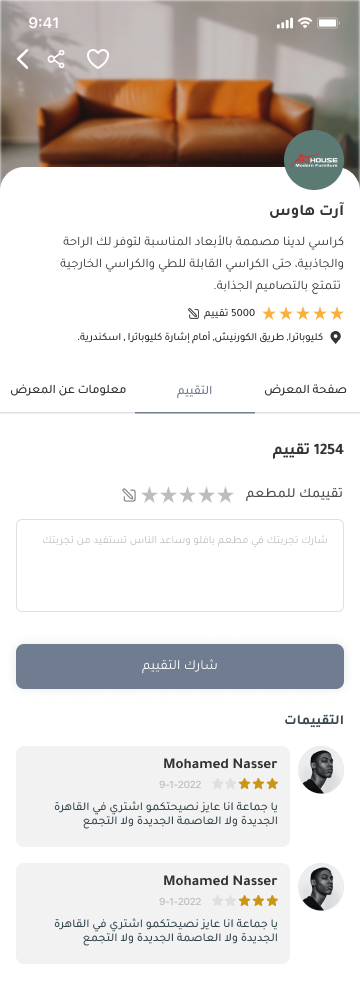 9:41
Art HOUSE
Modern Furniture
آرت هاوس
كراسي لدينا مصممة بالأبعاد المناسبة لتوفر لك الراحة
والجاذبية، حتى الكراسي القابلة للطي والكراسي الخارجية
تتمتع بالتصاميم الجذابة.
5000 تقييم
كليوباترا, طريق الكورنيش, أمام إشارة كليوباترا , اسكندرية.
صفحة المعرض
التقييم
معلومات عن المعرض
1254 تقييم
تقييمك للمطعم
شارك تجربتك في مطعم بافلو وساعد الناس تستفيد من تجربتك
شارك التقييم
التقييمات
Mohamed Nasser
9-1-2022
يا جماعة انا عايز نصيحتكمو اشتري في القاهرة
الجديدة ولا العاصمة الجديدة ولا التجمع
Mohamed Nasser
9-1-2022
يا جماعة انا عايز نصيحتكمو اشتري في القاهرة
الجديدة ولا العاصمة الجديدة ولا التجمع